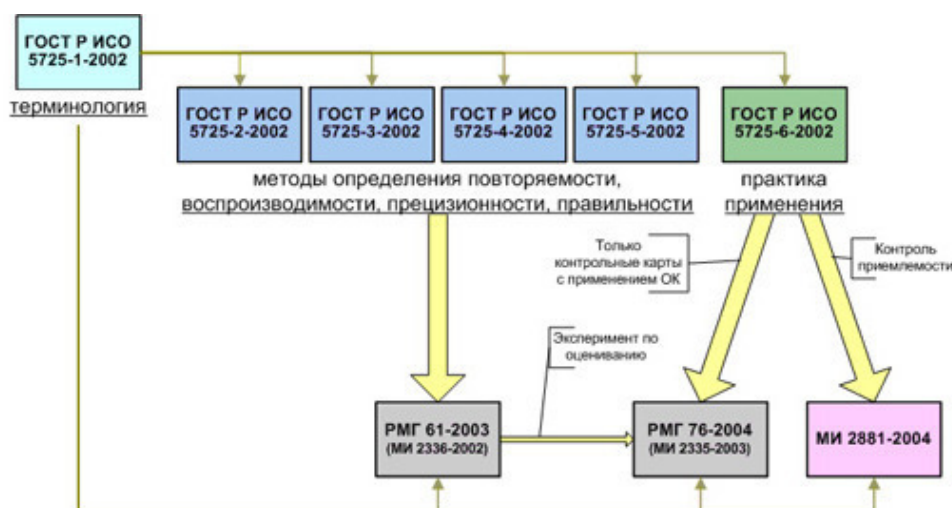 ГОСТ Р ИСО
5725-1-2002
терминология
ГОСТ Р ИСО
5725-2-2002
ГОСТ Р ИСО
5725-3-2002
ГОСТ Р ИСО
5725-4-2002
ГОСТ Р ИСО
5725-5-2002
ГОСТ Р ИСО
5725-6-2002
методы определения повторяемости,
воспроизводимости, прецизионности, правильности
практика
применения
Только
контрольные карты
с применением ОК
Контроль
приемлемости
Эксперимент по
оцениванию
РМГ 61-2003
(МИ 2336-2002)
РМГ 76-2004
(МИ 2335-2003)
МИ 2881-2004